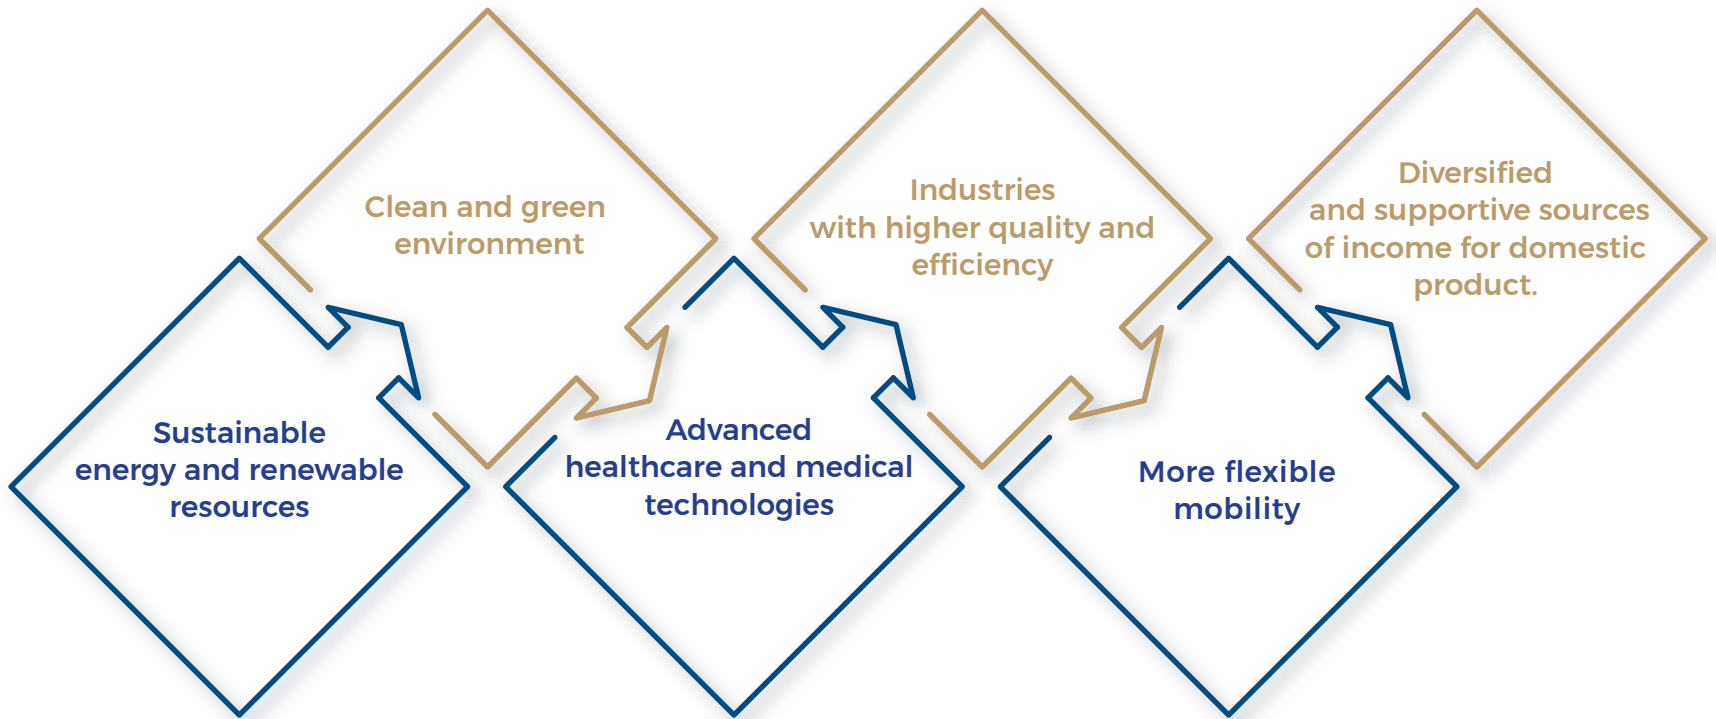 Sustainable
energy and renewable
resources
Clean and green
environment
Advanced
healthcare and medical
technologies
Industries
with higher quality and
efficiency
More flexible
mobility
Diversified
and supportive sources
of income for domestic
product.